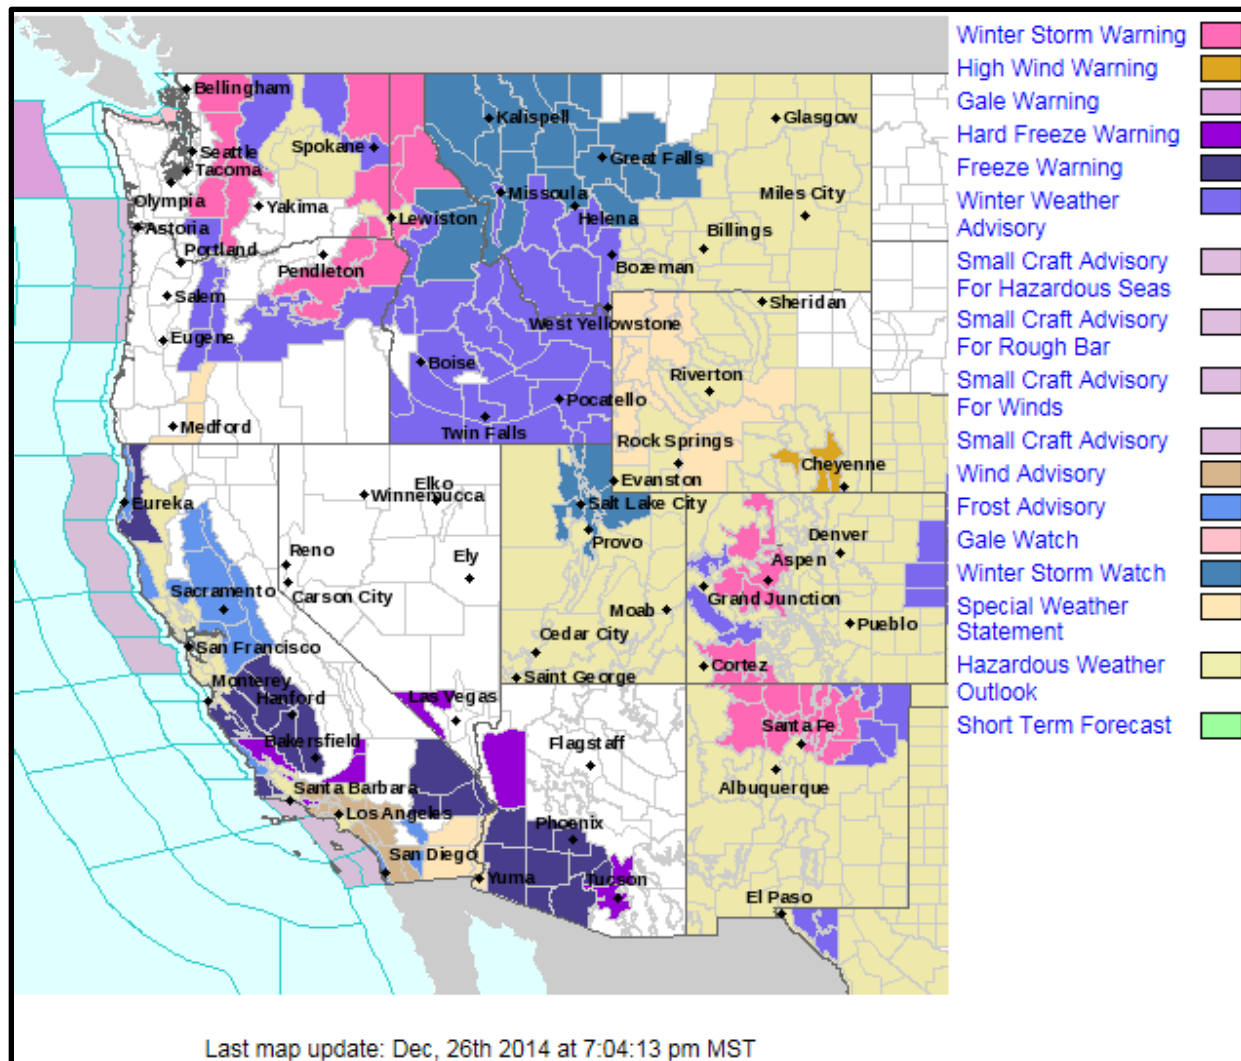 Bellingham
Kalispell
Glasgow
Spokane
Great Falls
Seattle
Tacoma
Olympia
Yakima
Missoula
Miles City
Helena
Lewiston
Astoria
Portland
Billings
Pendleton
Bozeman
Salem
Sheridan
West Yellowstone
Eugene
Boise
Riverton
Pocatello
Medford
Twin Falls
Rock Springs
Cheyenne
Elko
Evanston
Winnemucca
Eureka
Salt Lake City
Provo
Denver
Reno
Ely
Aspen
Sacramento
Carson City
Grand Junction
Moab
Pueblo
Cedar City
San Francisco
Cortez
Saint George
Monterey
Hanford
Las Vegas
Santa Fe
Flagstaff
Bakersfield
Albuquerque
Santa Barbara
Los Angeles
Phoenix
San Diego
Yuma
Tucson
El Paso
Winter Storm Warning
High Wind Warning
Gale Warning
Hard Freeze Warning
Freeze Warning
Winter Weather
Advisory
Small Craft Advisory
For Hazardous Seas
Small Craft Advisory
For Rough Bar
Small Craft Advisory
For Winds
Small Craft Advisory
Wind Advisory
Frost Advisory
Gale Watch
Winter Storm Watch
Special Weather
Statement
Hazardous Weather
Outlook
Short Term Forecast
Last map update: Dec, 26th 2014 at 7:04:13 pm MST